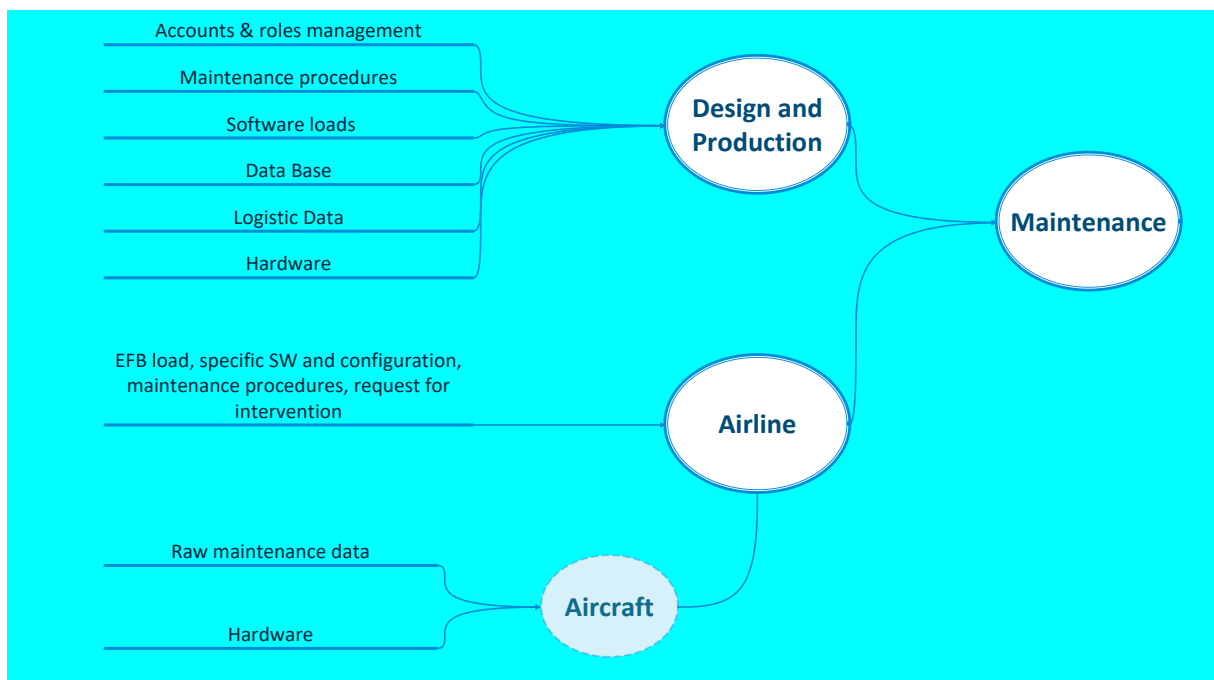 Accounts & roles management
Maintenance procedures
Software loads
Data Base
Logistic Data
Hardware
Design and
Production
Maintenance
EFB load, specific SW and configuration,
maintenance procedures, request for
intervention
Airline
Raw maintenance data
Aircraft
Hardware